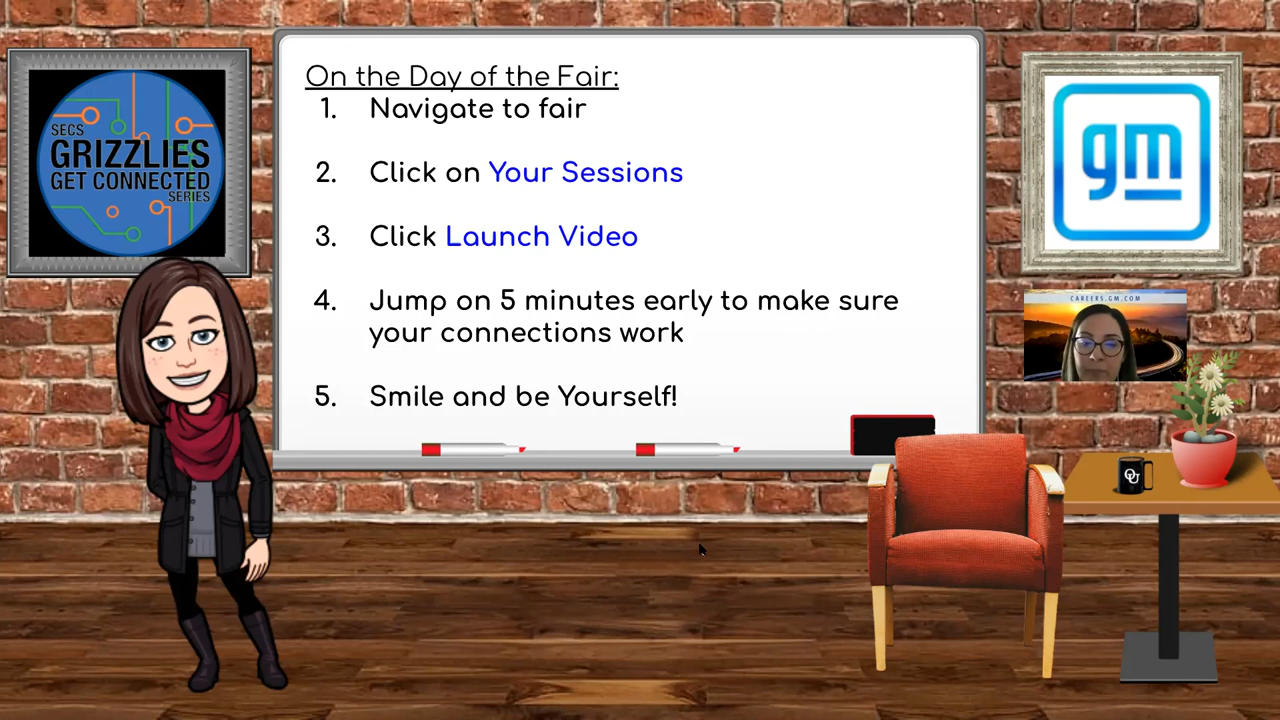 On the Day of the Fair:
1. Navigate to fair
2. Click on Your Sessions
3. Click Launch Video
4. Jump on 5 minutes early to make sure
your connections work
5. Smile and be Yourself!
SECS
GRIZZLIES
GET CONNECTED
SERIES
gm
CAREERS.GM.COM
OU